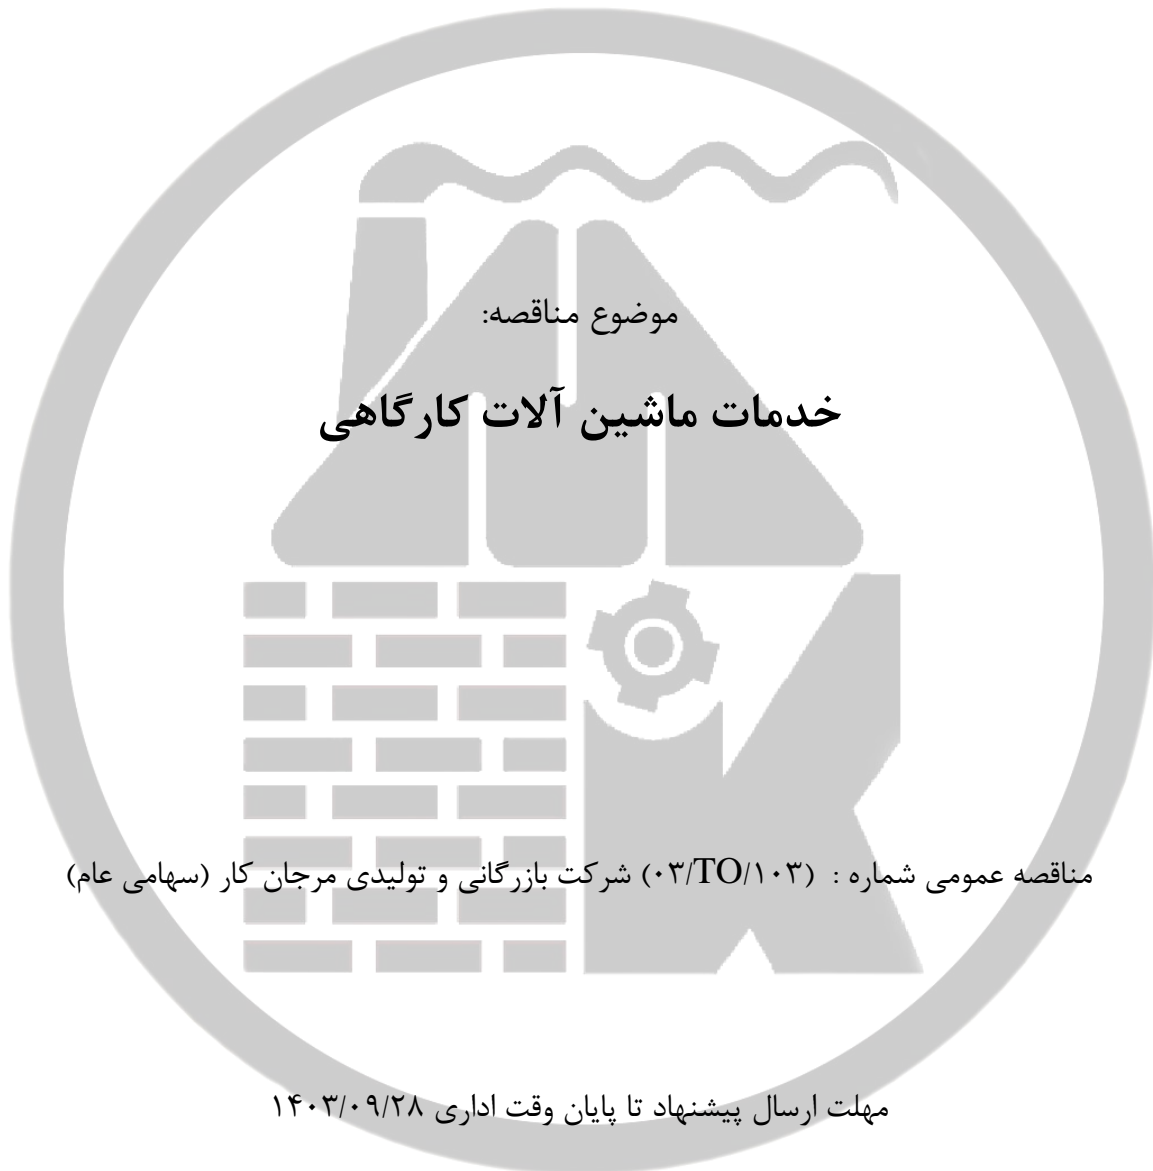 موضوع مناقصه:
خدمات ماشین آلات کارگاهی
مناقصه عمومی شماره : (۰۳/TO/۱۰۳) شرکت بازرگانی و تولیدی مرجان کار (سهامی عام)
مهلت ارسال پیشنهاد تا پایان وقت اداری ۱۴۰۳/۰۹/۲۸